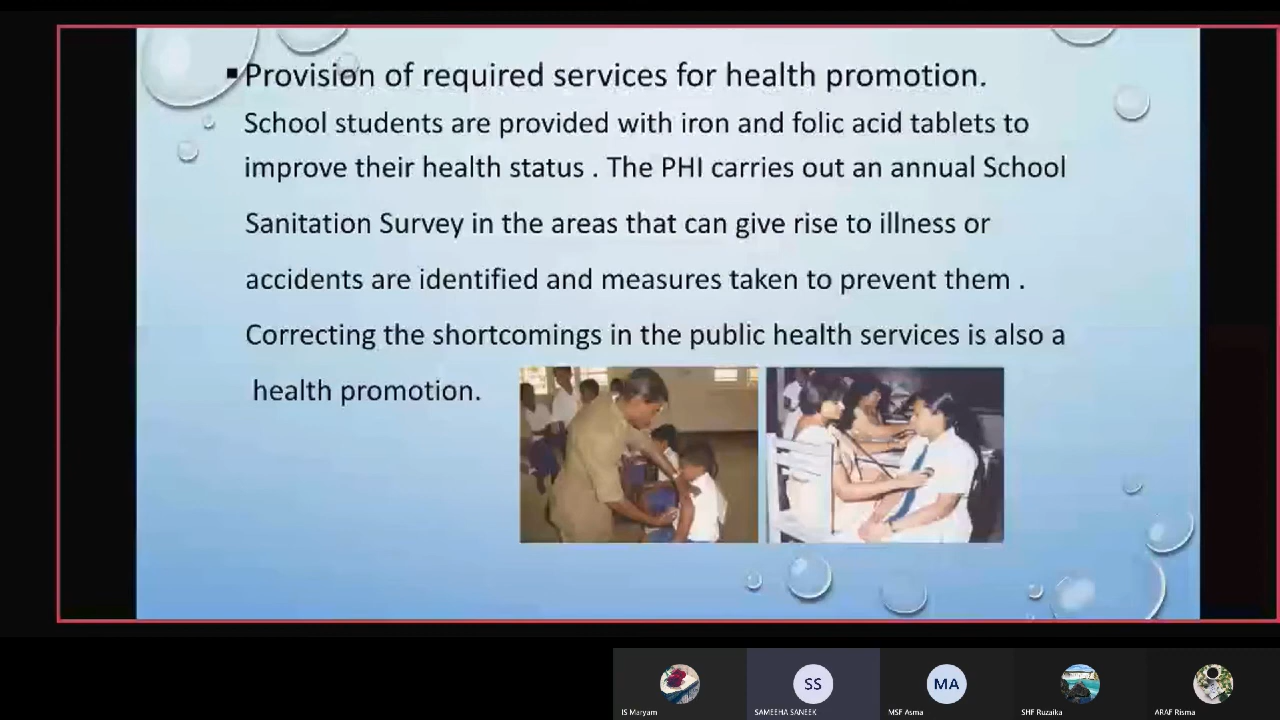 ▪Provision of required services for health promotion.
School students are provided with iron and folic acid tablets to
improve their health status . The PHI carries out an annual School
Sanitation Survey in the areas that can give rise to illness or
accidents are identified and measures taken to prevent them .
Correcting the shortcomings in the public health services is also a
health promotion.
SS
MA
IS Maryam
SAMEEHA SANEEK
MSF Asma
SHF Ruzaika
ARAF Risma